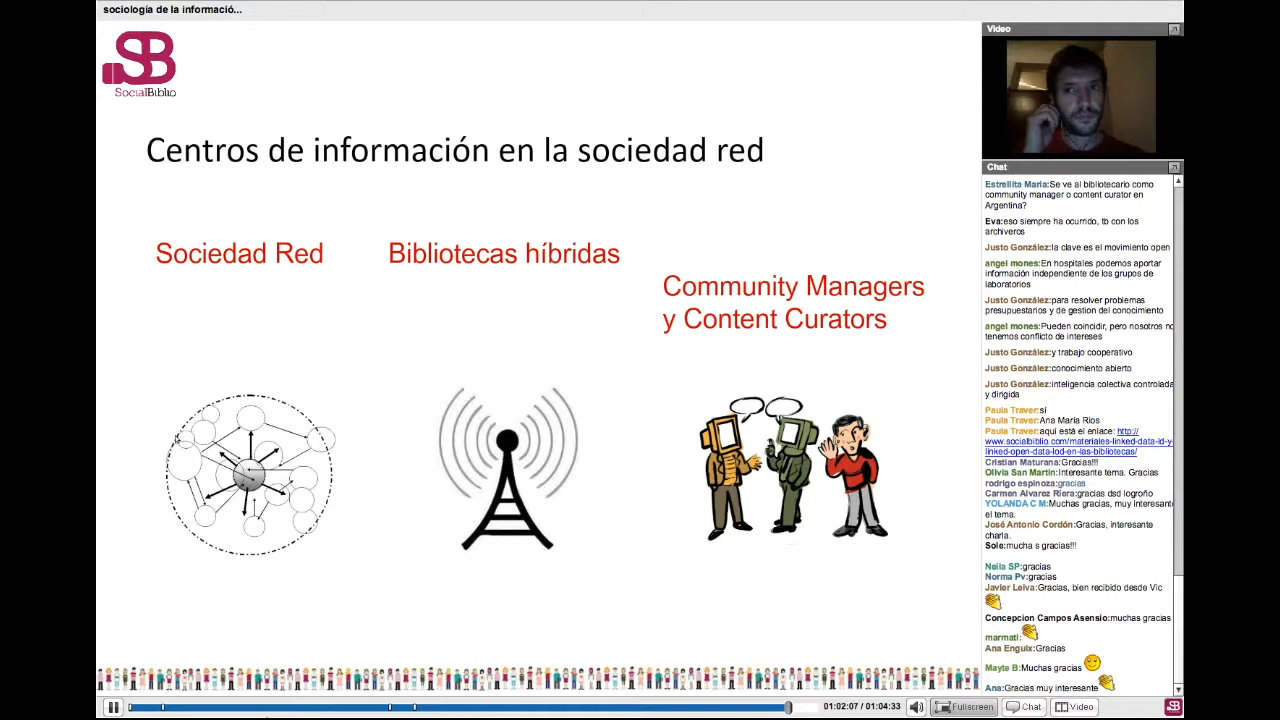 sociología de la informació...
SB
SocialBiblio
Centros de información en la sociedad red
Sociedad Red
Bibliotecas híbridas
Community Managers
y Content Curators
Video
Chat
Estrellita María:Se ve al bibliotecario como
community manager o content curator en
Argentina?
Eva:eso siempre ha ocurrido, tb con los
archiveros
Justo González:la clave es el movimiento open
angel mones:En hospitales podemos aportar
información independiente de los grupos de
laboratorios
Justo González:para resolver problemas
presupuestarios y de gestion del conocimiento
angel mones:Pueden coincidir, pero nosotros no
tenemos conflicto de intereses
Justo González:y trabajo cooperativo
Justo González:conocimiento abierto
Justo González:inteligencia colectiva controlada
y dirigida
Paula Traver:sí
Paula Traver:Ana María Rios
Paula Traver:aquí está el enlace: http://
www.socialbiblio.com/materiales-linked-data-ld-y-
linked-open-data-lod-en-las-bibliotecas/
Cristian Maturana:Gracias!!!
Olivia San Martin:Interesante tema. Gracias
rodrigo espinoza:gracias
Carmen Alvarez Riera:gracias dsd logroño
YOLANDA C M:Muchas gracias, muy interesante
el tema.
José Antonio Cordón:Gracias, interesante
charla.
Sole:mucha s gracias!!!
Neila SP:gracias
Norma Pv:gracias
Javier Leiva:Gracias, bien recibido desde Vic
Concepcion Campos Asensio:muchas gracias
marmati:
Ana Enguix:Gracias
Mayte B:Muchas gracias
Ana:Gracias muy interesante
01:02:07 / 01:04:33
Fullscreen
Chat
Video
SB